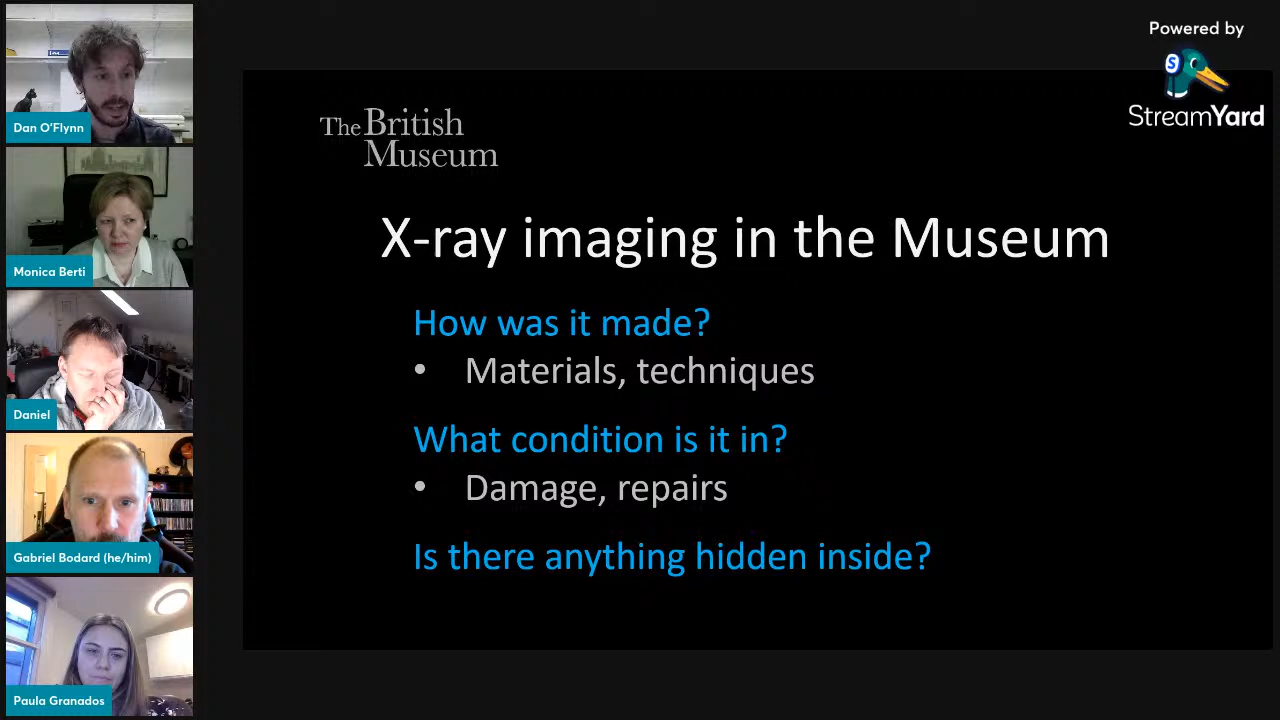 Dan O'Flynn
Monica Berti
Daniel
Gabriel Bodard (he/him)
Paula Granados
The British
Museum
X-ray imaging in the Museum
How was it made?
• Materials, techniques
What condition is it in?
• Damage, repairs
Is there anything hidden inside?
Powered by
S
StreamYard